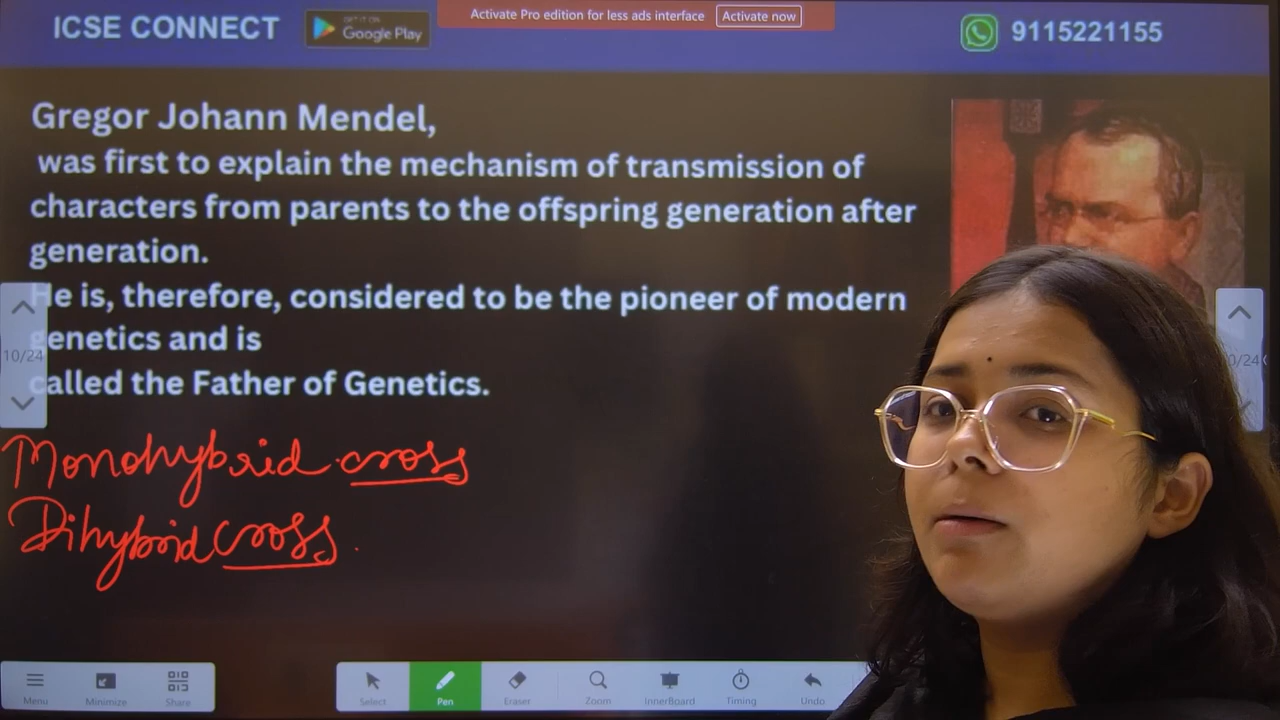 ICSE CONNECT
GET IT ON
Google Play
Activate Pro edition for less ads interface
Activate now
9115221155
Gregor Johann Mendel,
was first to explain the mechanism of transmission of
characters from parents to the offspring generation after
generation.
He is, therefore, considered to be the pioneer of modern
genetics and is
called the Father of Genetics.
10/24
Monohybrid cross
Dihybrid cross.
Menu
Minimize
Share
Select
Pen
Eraser
Zoom
InnerBoard
Timing
Undo